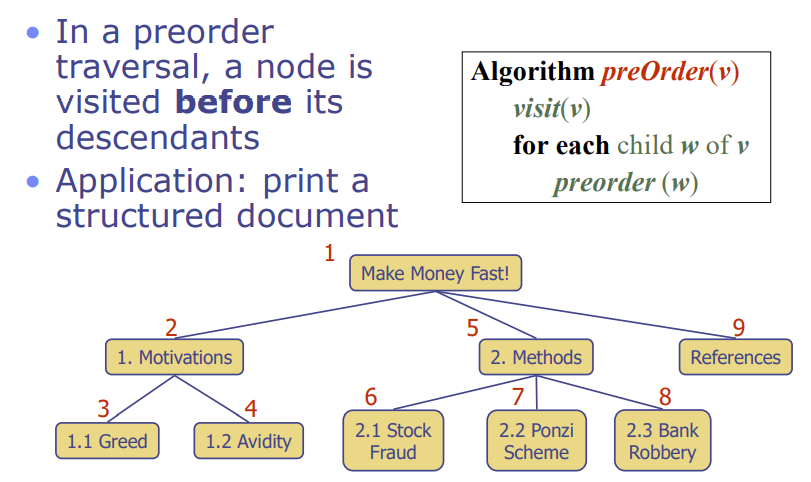 • In a preorder
traversal, a node is
visited before its
descendants
• Application: print a
structured document
Algorithm preOrder(v)
visit(v)
for each child w of v
preorder (w)
1
Make Money Fast!
2
5
9
1. Motivations
2. Methods
References
3
4
6
7
8
1.1 Greed
1.2 Avidity
2.1 Stock
Fraud
2.2 Ponzi
Scheme
2.3 Bank
Robbery